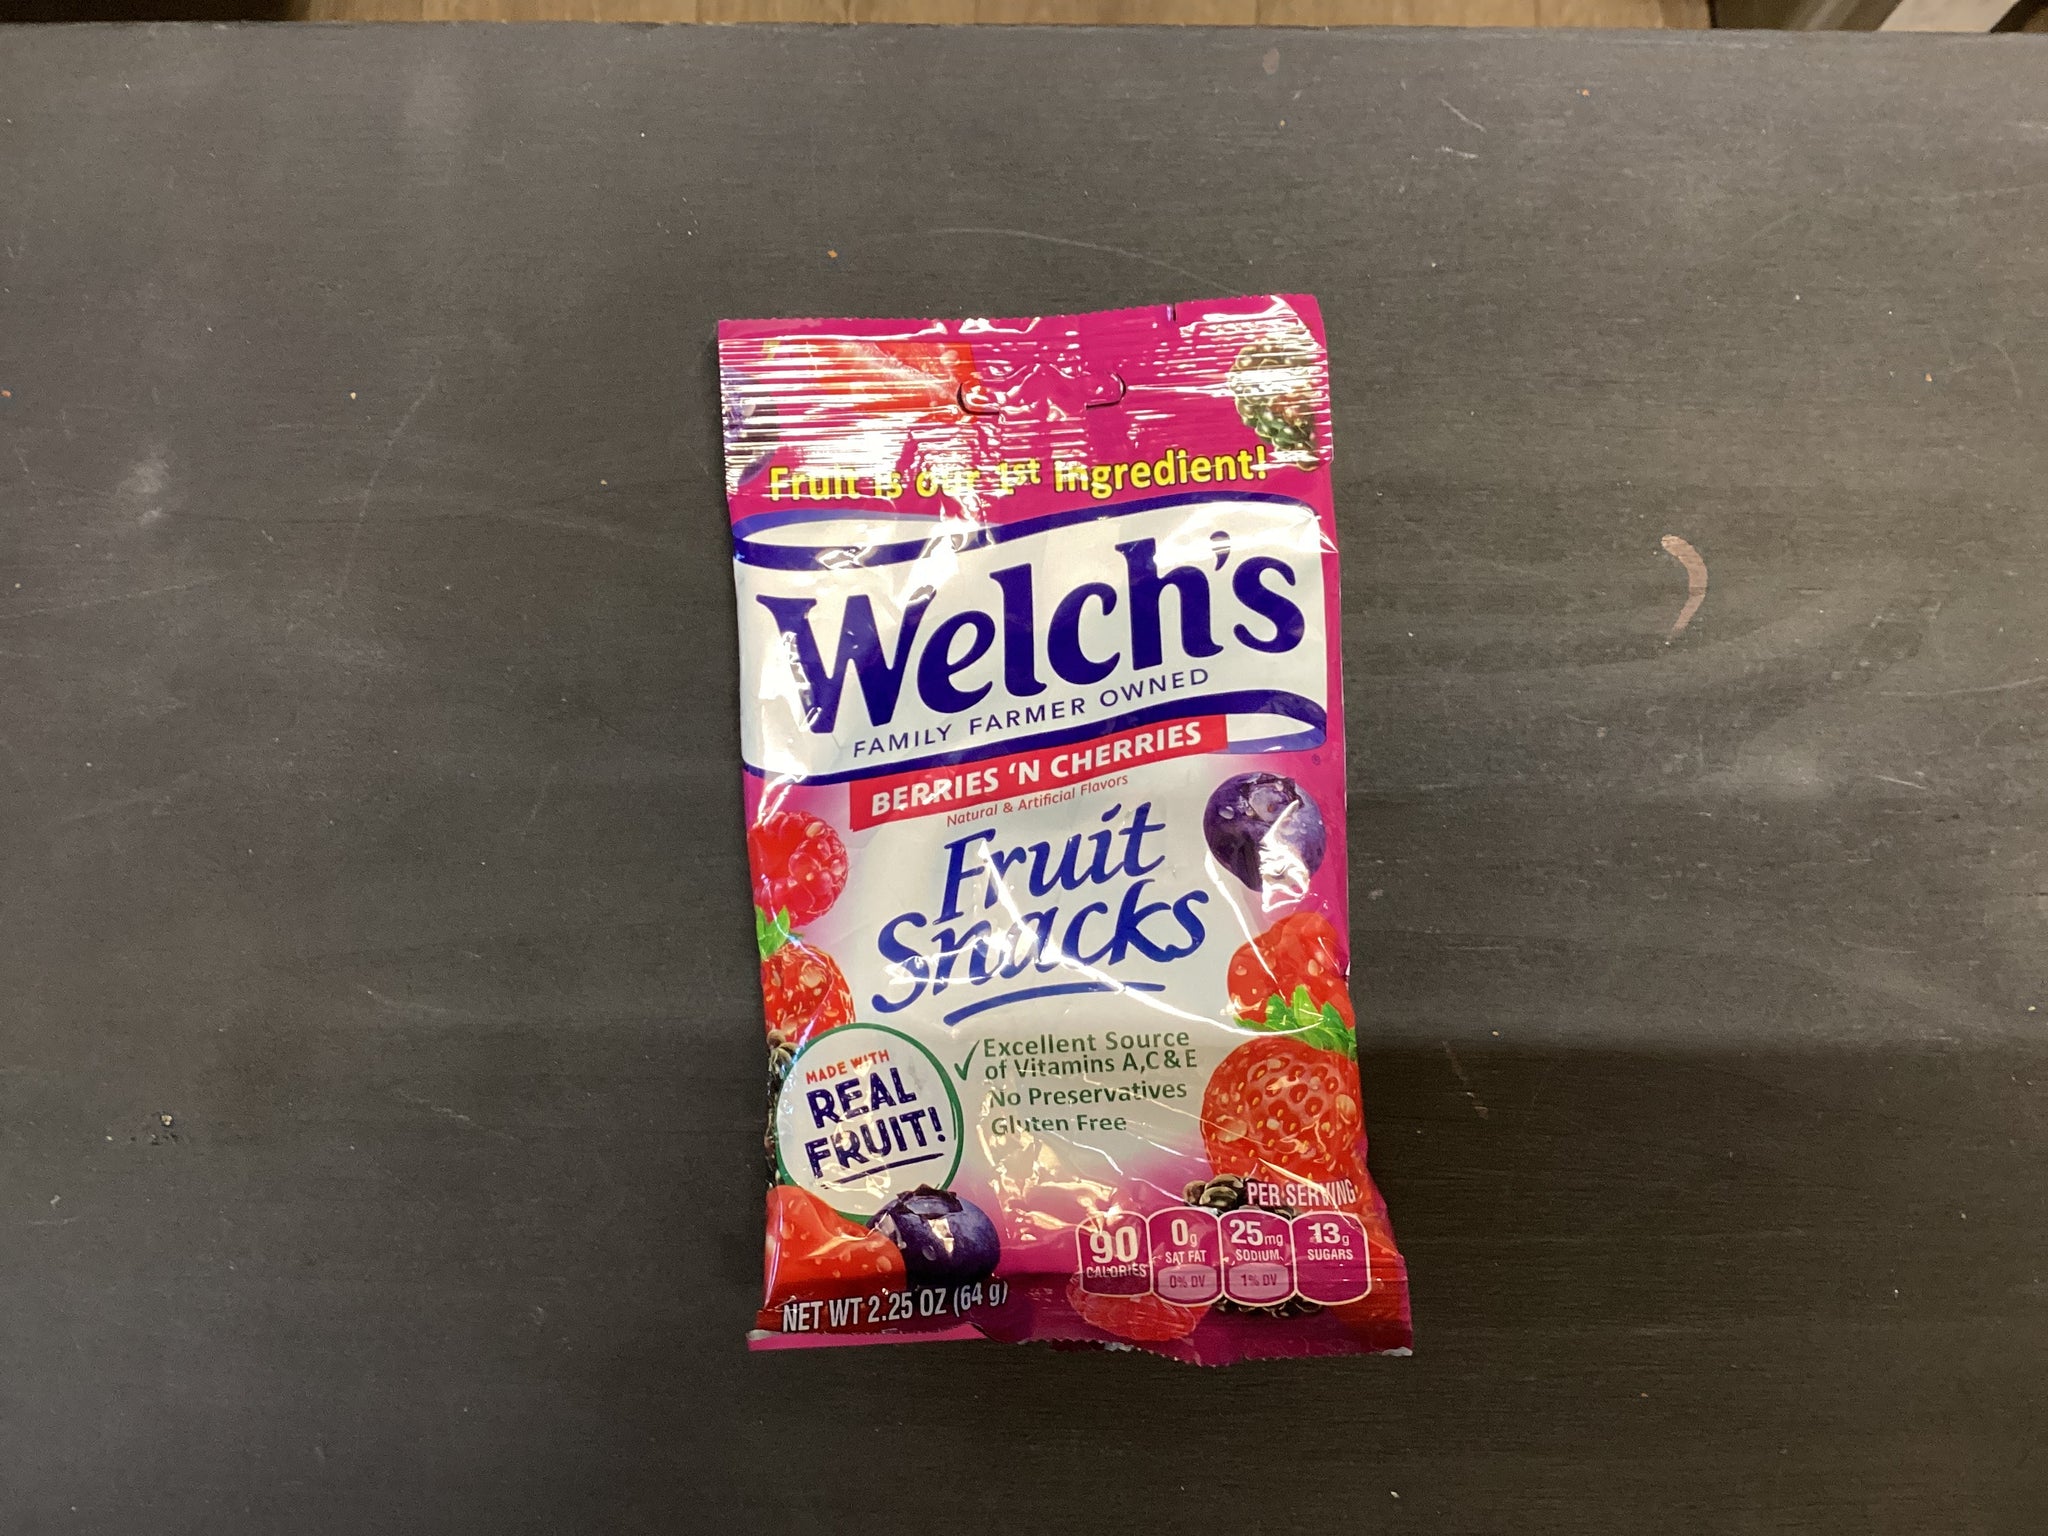 Fruit is our 1st Ingredient!
Welch's
FAMILY FARMER OWNED
®
BERRIES 'N CHERRIES
Natural & Artificial Flavors
Fruit
Snacks
MADE WITH
REAL
FRUIT!
✓ Excellent Source
of Vitamins A,C & E
No Preservatives
Gluten Free
PER SERVING
90
CALORIES
0g
SAT FAT
0% DV
25mg
SODIUM
1% DV
13g
SUGARS
NET WT 2.25 OZ (64 g)